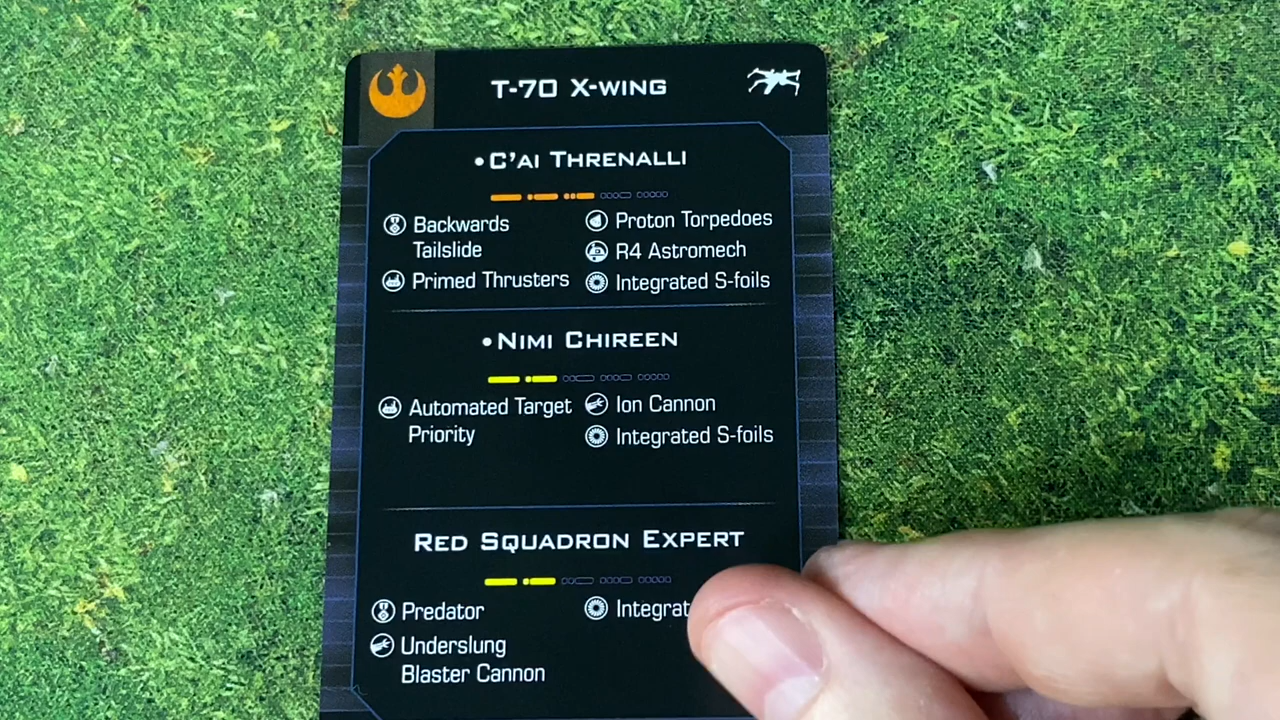 T-70 X-WING
•C'AI THRENALLI
Backwards
Tailslide
Primed Thrusters
Proton Torpedoes
R4 Astromech
Integrated S-foils
•NIMI CHIREEN
Automated Target
Priority
Ion Cannon
Integrated S-foils
RED SQUADRON EXPERT
Predator
Underslung
Blaster Cannon